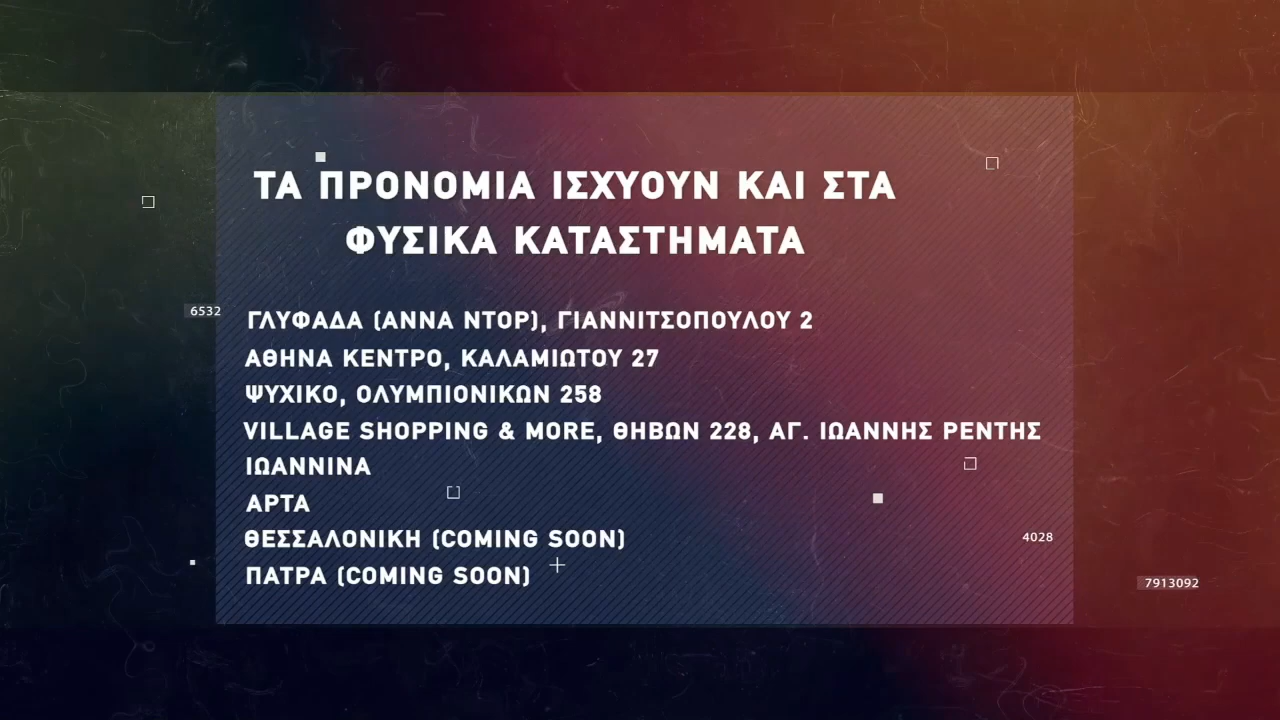 ΤΑ ΠΡΟΝΟΜΙΑ ΙΣΧΥΟΥΝ ΚΑΙ ΣΤΑ
ΦΥΣΙΚΑ ΚΑΤΑΣΤΗΜΑΤΑ
6532
ΓΛΥΦΑΔΑ (ΑΝΝΑ ΝΤΟΡ), ΓΙΑΝΝΙΤΣΟΠΟΥΛΟΥ 2
ΑΘΗΝΑ ΚΕΝΤΡΟ, ΚΑΛΑΜΙΩΤΟΥ 27
ΨΥΧΙΚΟ, ΟΛΥΜΠΙΟΝΙΚΩΝ 258
VILLAGE SHOPPING & MORE, ΘΗΒΩΝ 228, ΑΓ. ΙΩΑΝΝΗΣ ΡΕΝΤΗΣ
ΙΩΑΝΝΙΝΑ
ΑΡΤΑ
ΘΕΣΣΑΛΟΝΙΚΗ (COMING SOON)
4028
ΠΑΤΡΑ (COMING SOON)
7913092